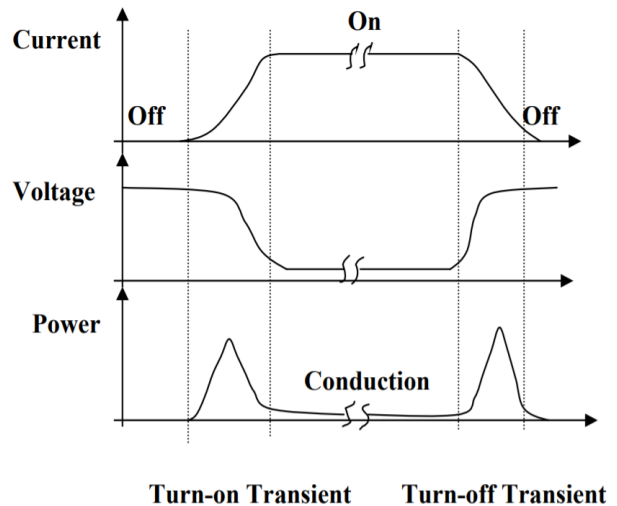 On
Current
Off
Off
Voltage
Power
Conduction
Turn-on Transient
Turn-off Transient